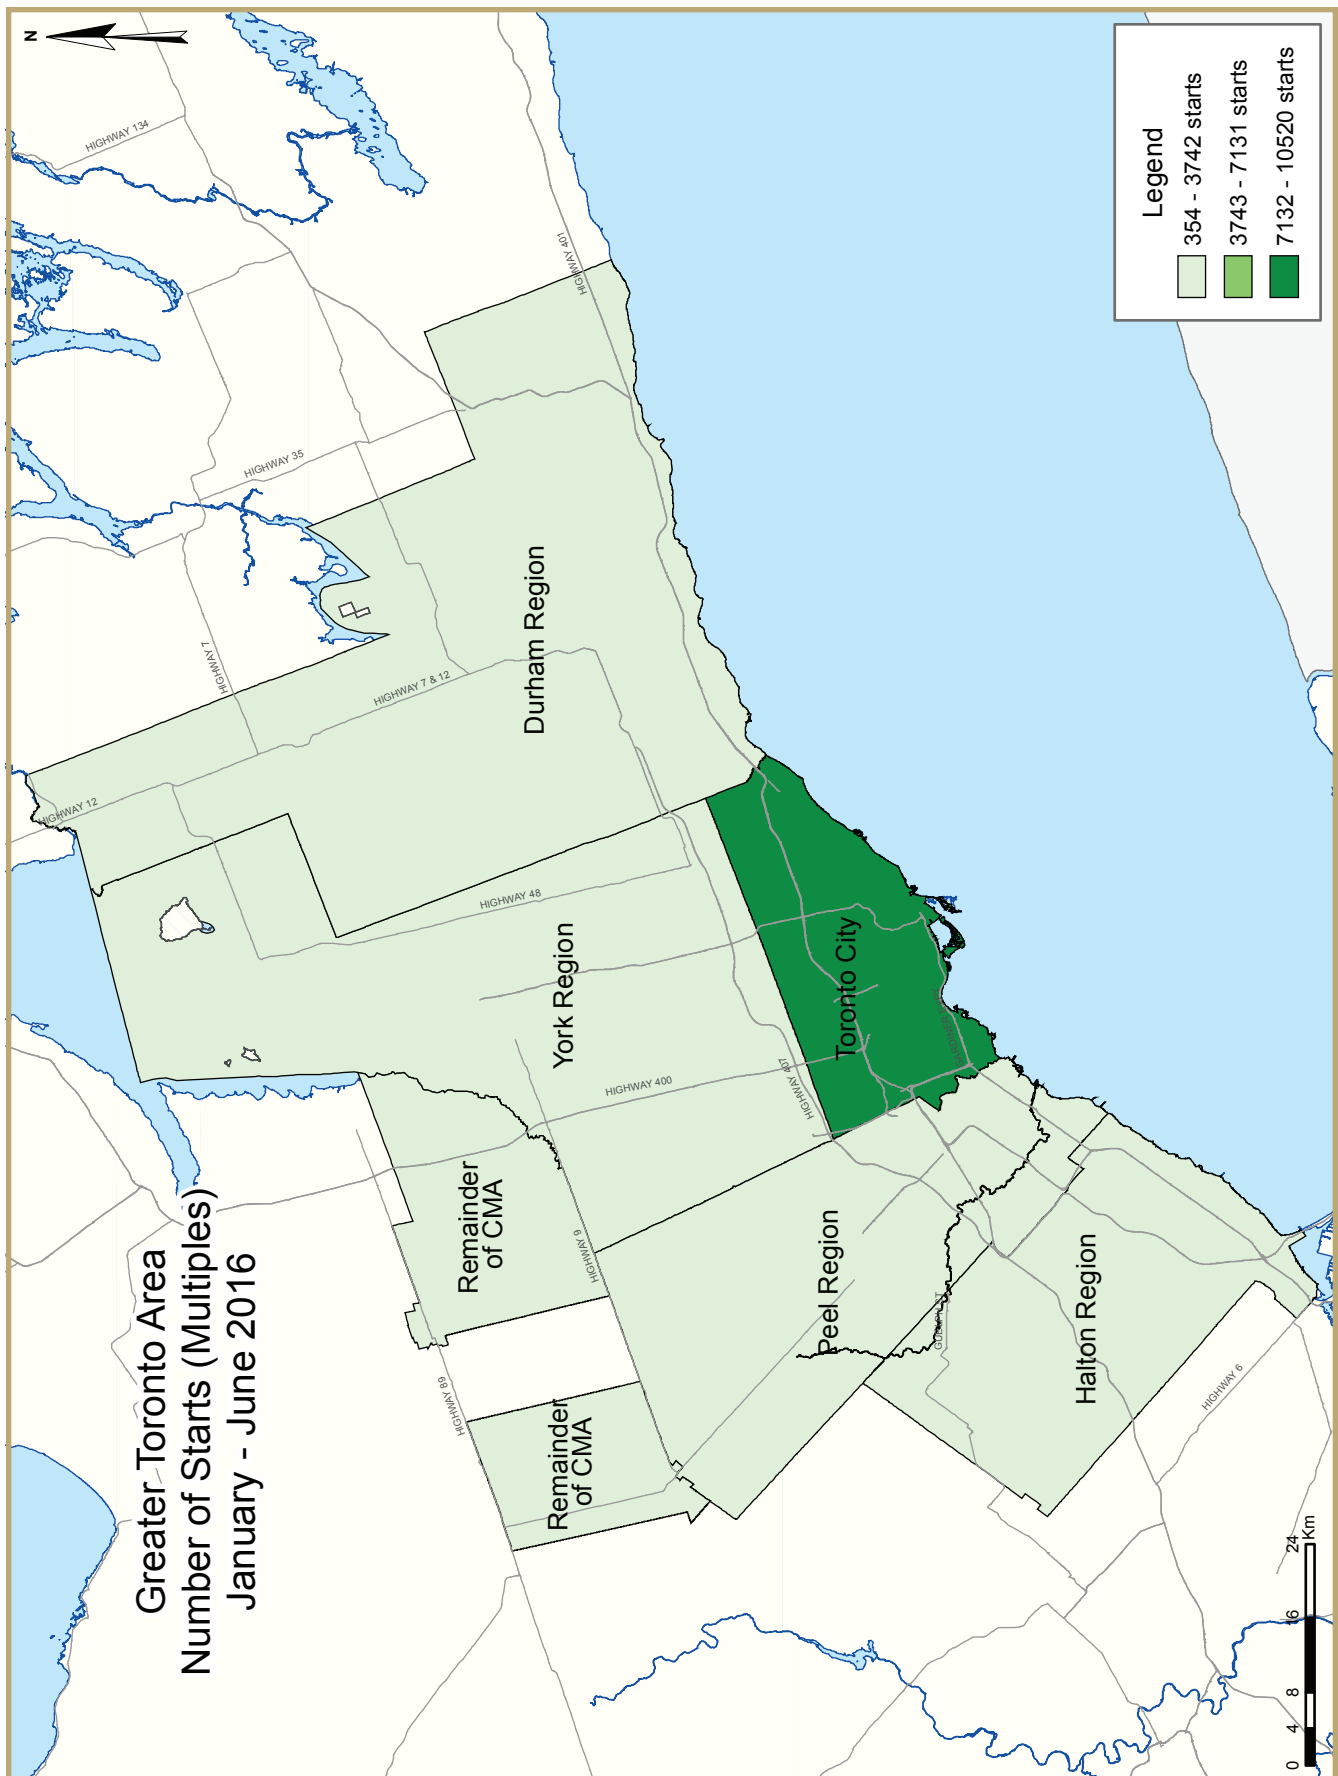 Greater Toronto Area
Number of Starts (Multiples)
January - June 2016
N
HIGHWAY 134
HIGHWAY 401
HIGHWAY 35
HIGHWAY 7
HIGHWAY 7 & 12
HIGHWAY 12
HIGHWAY 48
HIGHWAY 400
HIGHWAY 407
HIGHWAY 9
HIGHWAY 89
HIGHWAY 6
Durham Region
York Region
Toronto City
Remainder
of CMA
Remainder
of CMA
Peel Region
Halton Region
Legend
354 - 3742 starts
3743 - 7131 starts
7132 - 10520 starts
0 4 8 16 24
Km